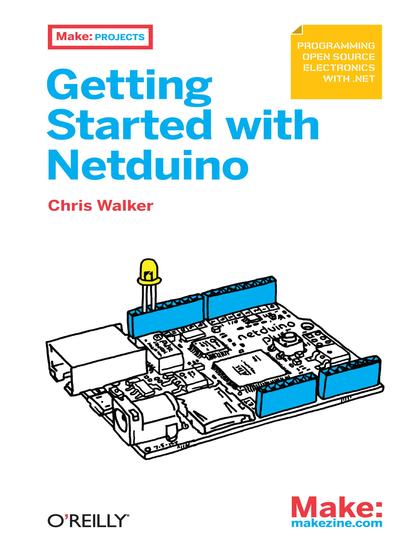 Make: PROJECTS
PROGRAMMING
OPEN SOURCE
ELECTRONICS
WITH .NET
Getting
Started with
Netduino
Chris Walker
netduino
O'REILLY
Make:
makezine.com